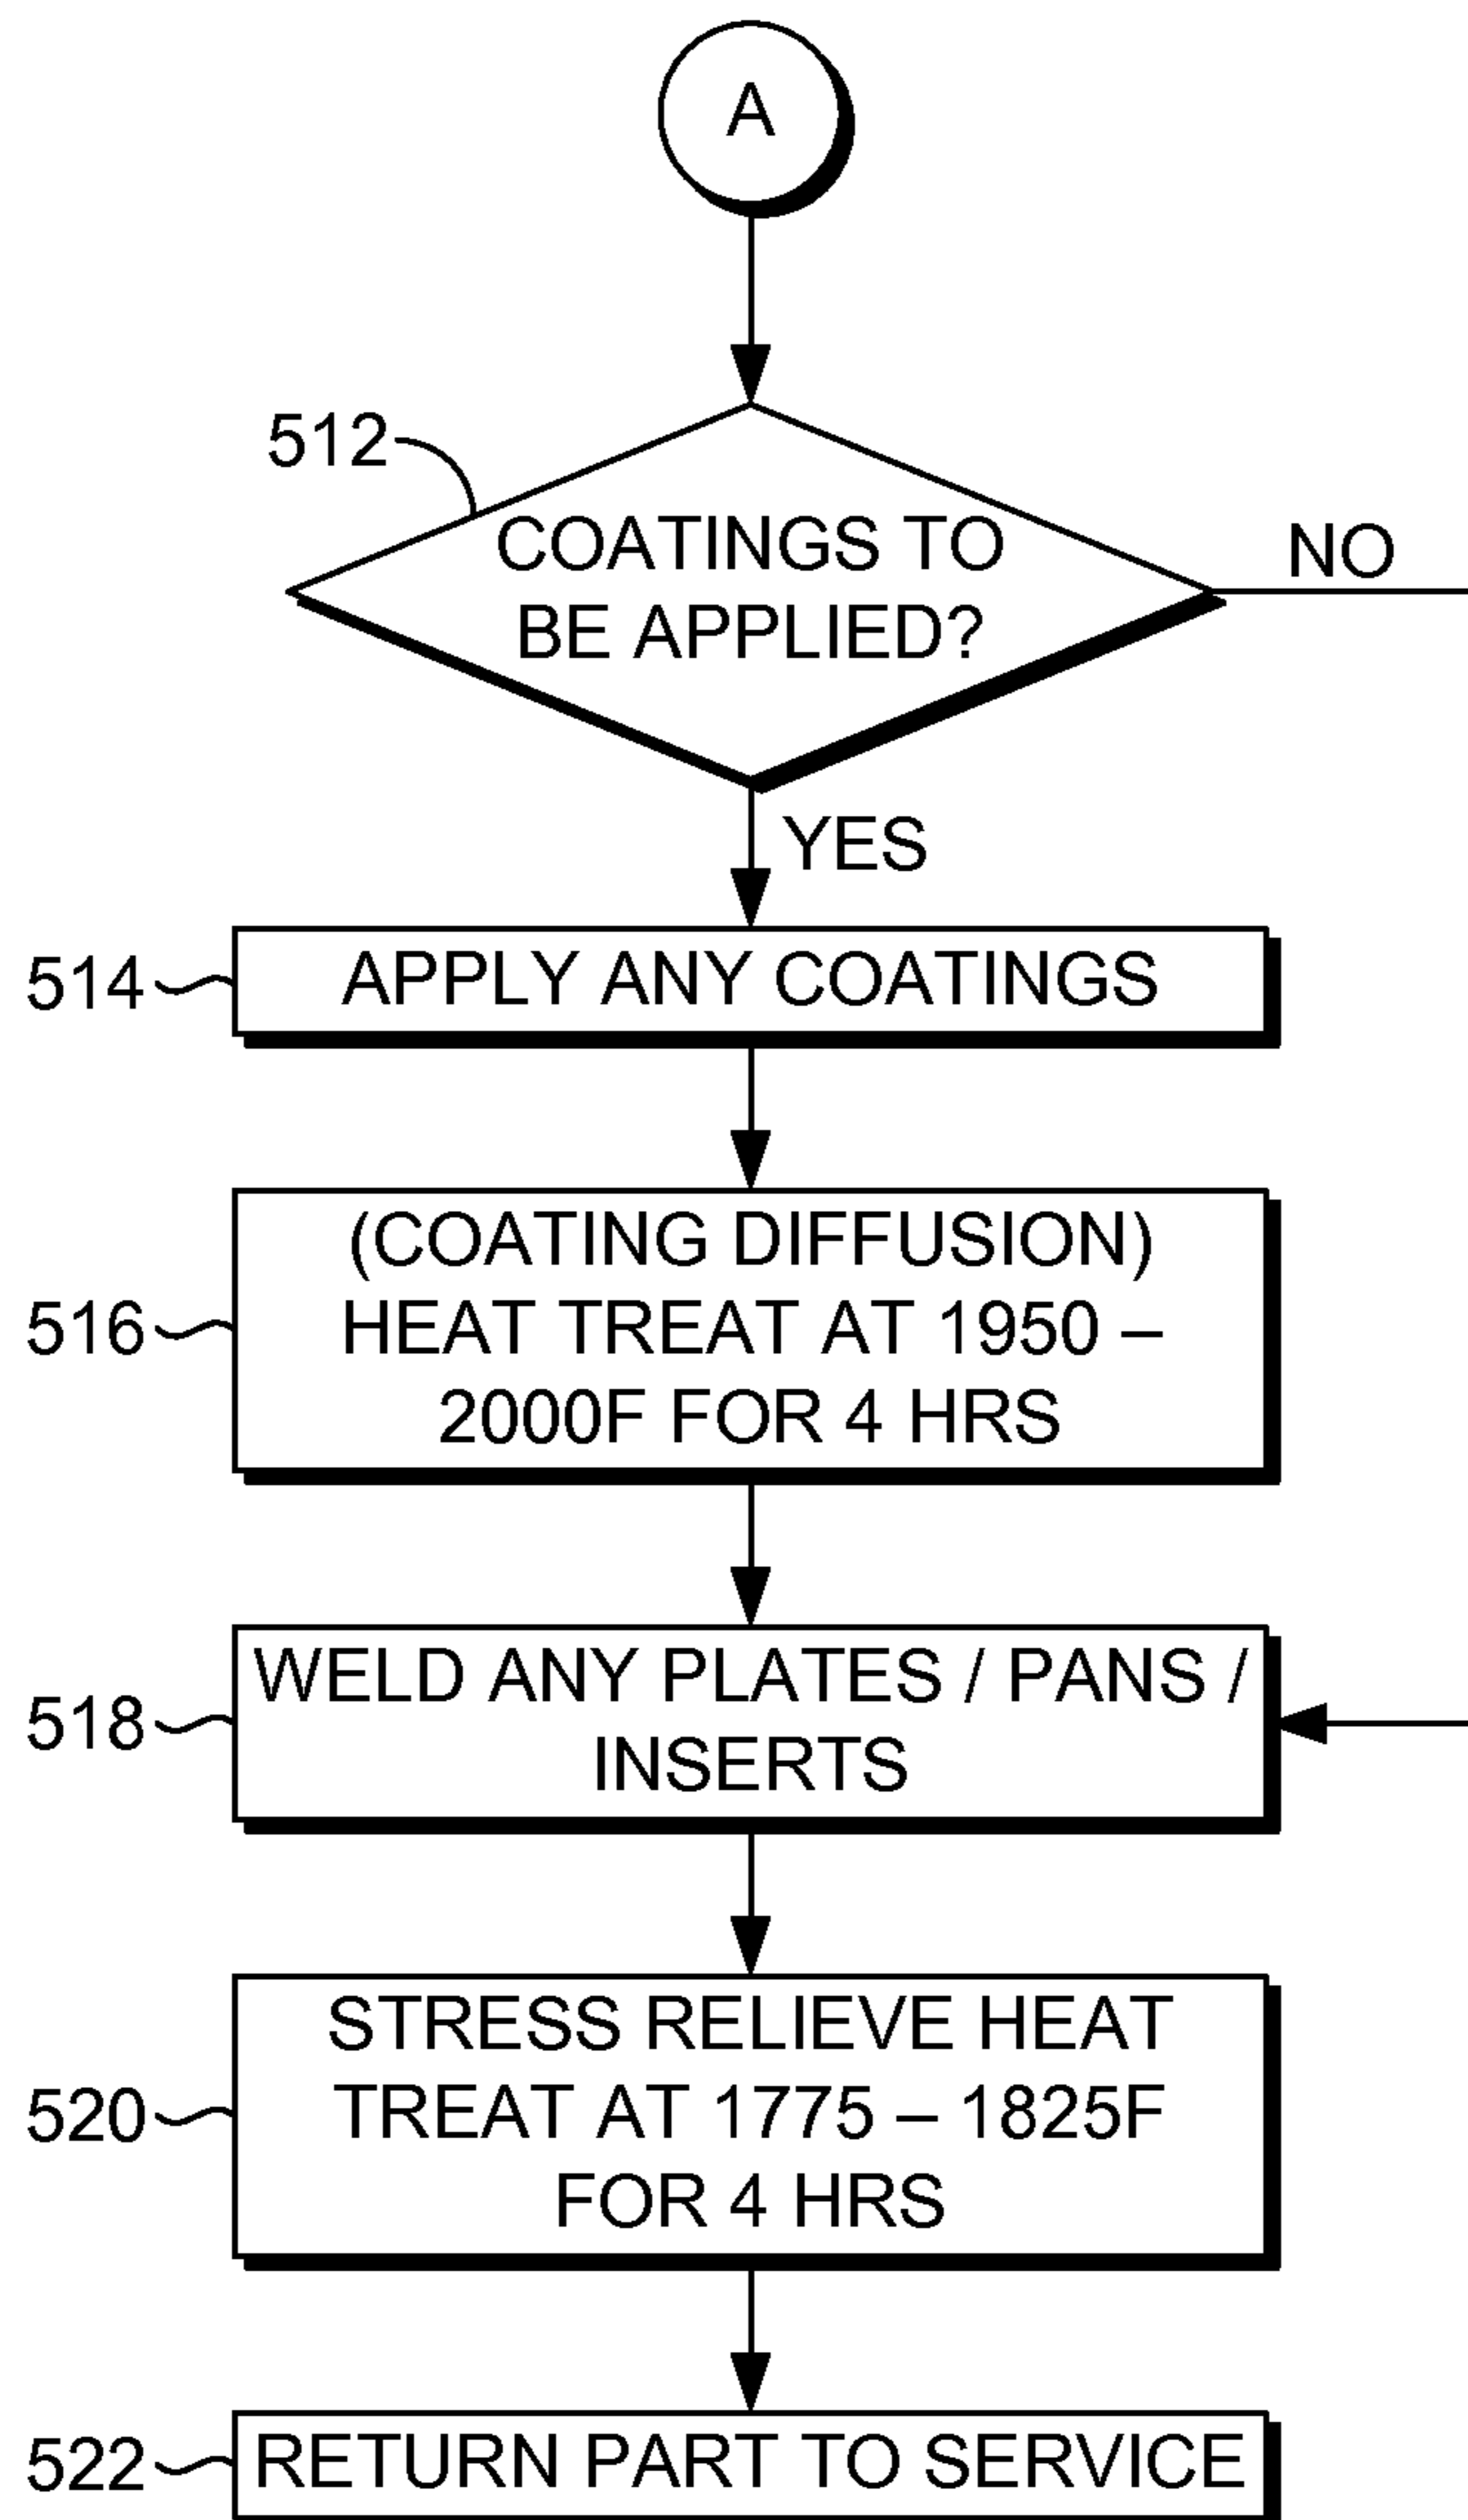 A
512
COATINGS TO
BE APPLIED?
NO
YES
514
APPLY ANY COATINGS
516
(COATING DIFFUSION)
HEAT TREAT AT 1950 –
2000F FOR 4 HRS
518
WELD ANY PLATES / PANS /
INSERTS
520
STRESS RELIEVE HEAT
TREAT AT 1775 – 1825F
FOR 4 HRS
522
RETURN PART TO SERVICE